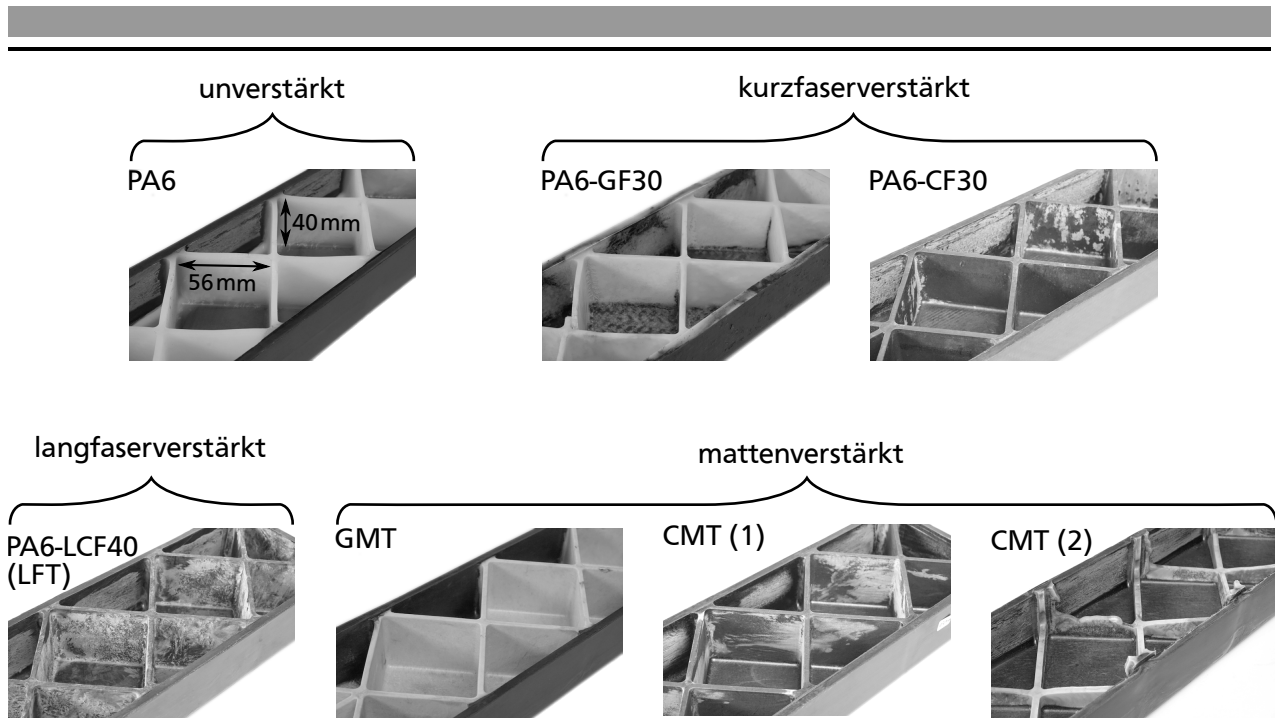 unverstärkt
kurzfaserverstärkt
PA6
PA6-GF30
PA6-CF30
40 mm
56 mm
langfaserverstärkt
mattenverstärkt
PA6-LCF40
(LFT)
GMT
CMT (1)
CMT (2)